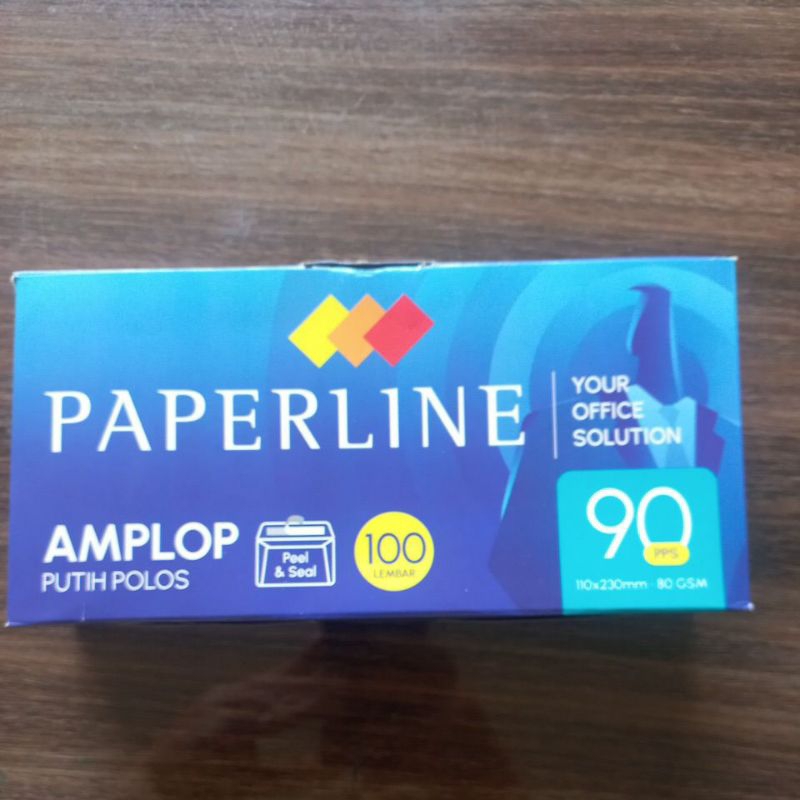 PAPERLINE
YOUR
OFFICE
SOLUTION
AMPLOP
PUTIH POLOS
Peel
& Seal
100
LEMBAR
90
PPS
110x230mm · 80 GSM